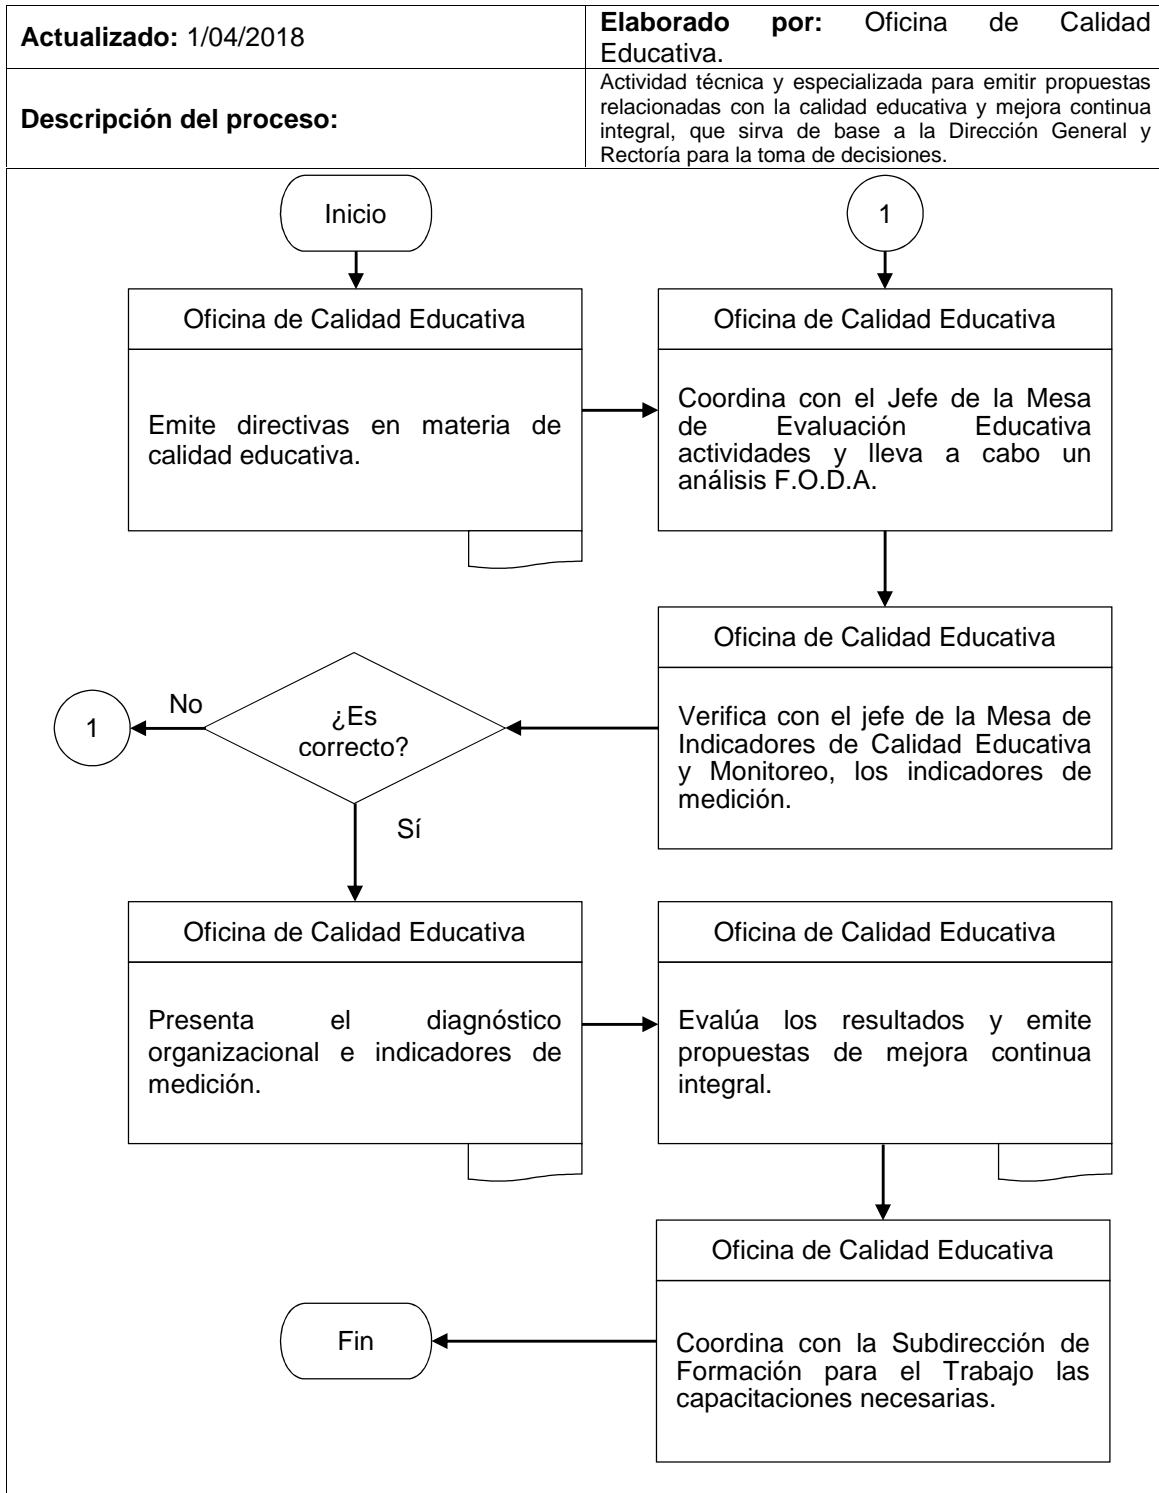 Actualizado: 1/04/2018
Elaborado por: Oficina de Calidad
Educativa.
Descripción del proceso:
Actividad técnica y especializada para emitir propuestas
relacionadas con la calidad educativa y mejora continua
integral, que sirva de base a la Dirección General y
Rectoría para la toma de decisiones.
Inicio
1
Oficina de Calidad Educativa
Emite directivas en materia de
calidad educativa.
Oficina de Calidad Educativa
Coordina con el Jefe de la Mesa
de Evaluación Educativa
actividades y lleva a cabo un
análisis F.O.D.A.
Oficina de Calidad Educativa
Verifica con el jefe de la Mesa de
Indicadores de Calidad Educativa
y Monitoreo, los indicadores de
medición.
¿Es
correcto?
No
1
Sí
Oficina de Calidad Educativa
Presenta el diagnóstico
organizacional e indicadores de
medición.
Oficina de Calidad Educativa
Evalúa los resultados y emite
propuestas de mejora continua
integral.
Oficina de Calidad Educativa
Coordina con la Subdirección de
Formación para el Trabajo las
capacitaciones necesarias.
Fin